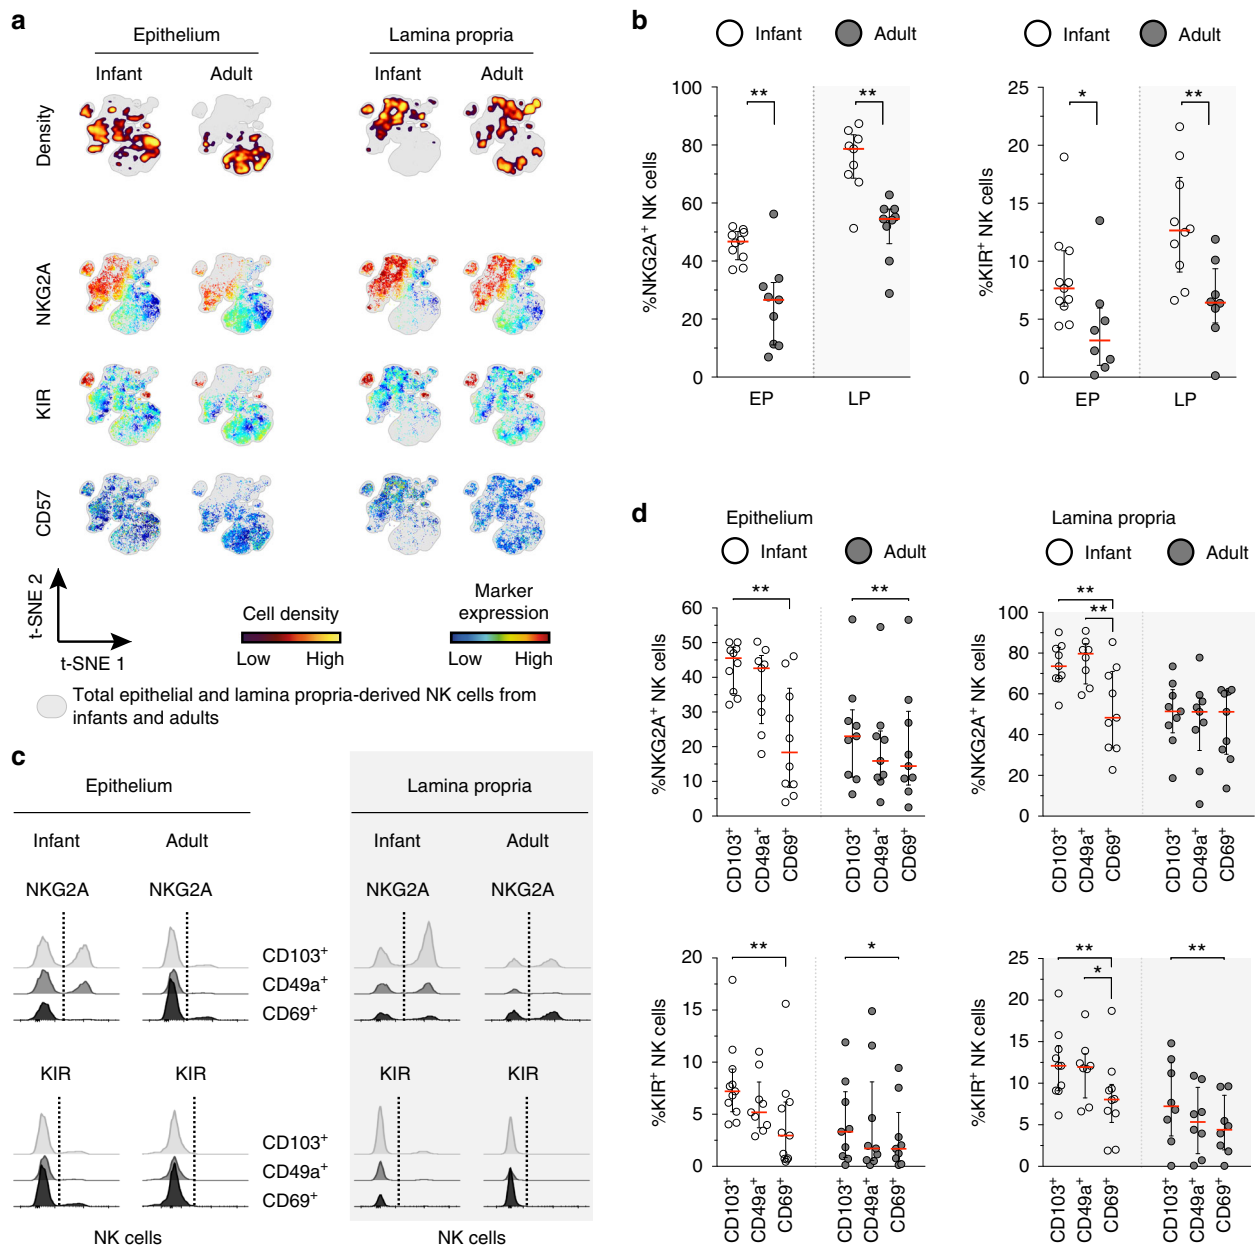 a
Epithelium
Lamina propria
Infant
Adult
Infant
Adult
Density
NKG2A
KIR
CD57
t-SNE 2
t-SNE 1
Cell density
Low
High
Marker
expression
Low
High
Total epithelial and lamina propria-derived NK cells from
infants and adults
b
Infant
Adult
Infant
Adult
%NKG2A+ NK cells
100
80
60
40
20
0
**
**
EP
LP
%KIR+ NK cells
25
20
15
10
5
0
*
**
EP
LP
c
Epithelium
Lamina propria
Infant
Adult
Infant
Adult
NKG2A
NKG2A
NKG2A
NKG2A
CD103+
CD49a+
CD69+
KIR
KIR
KIR
KIR
CD103+
CD49a+
CD69+
NK cells
NK cells
d
Epithelium
Lamina propria
Infant
Adult
Infant
Adult
%NKG2A+ NK cells
60
50
40
30
20
10
0
**
**
CD103+
CD49a+
CD69+
CD103+
CD49a+
CD69+
%NKG2A+ NK cells
100
80
60
40
20
0
**
**
CD103+
CD49a+
CD69+
CD103+
CD49a+
CD69+
%KIR+ NK cells
20
15
10
5
0
**
*
CD103+
CD49a+
CD69+
CD103+
CD49a+
CD69+
%KIR+ NK cells
25
20
15
10
5
0
**
*
**
CD103+
CD49a+
CD69+
CD103+
CD49a+
CD69+